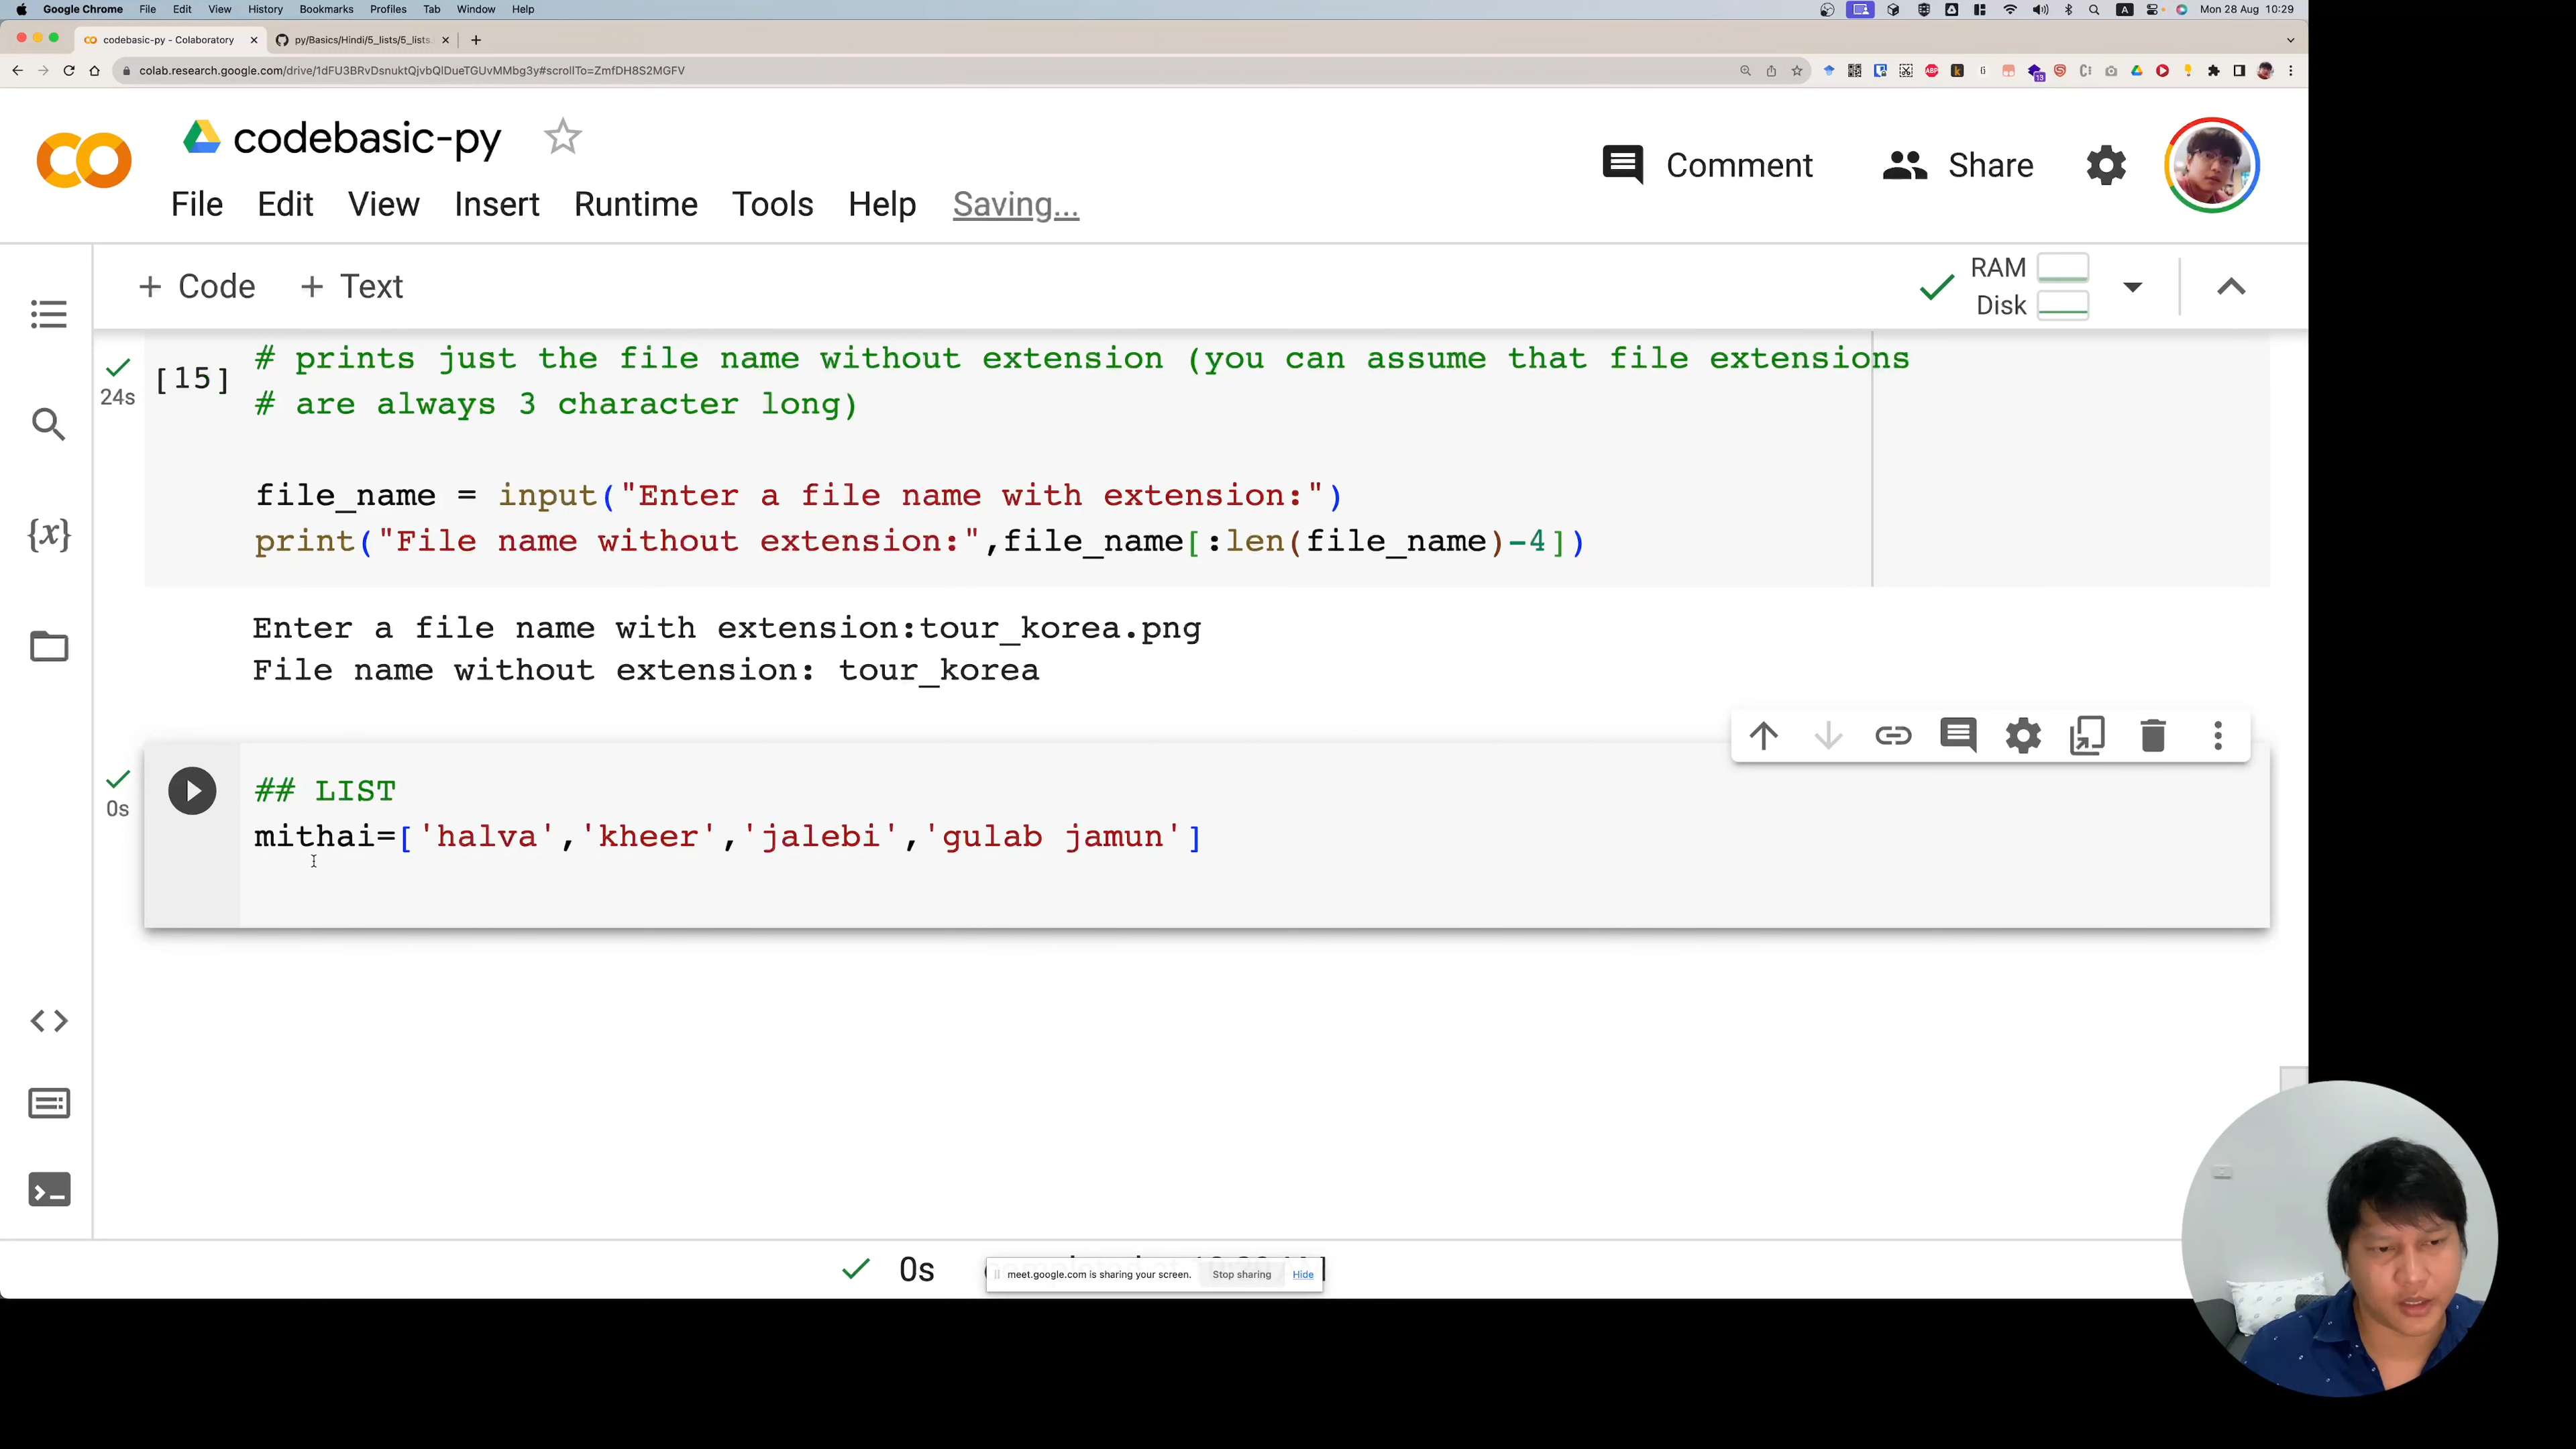 Google Chrome File Edit View History Bookmarks Profiles Tab Window Help
A Mon 28 Aug 10:29
codebasic-py - Colaboratory
py/Basics/Hindi/5_lists/5_lists.
colab.research.google.com/drive/1dFU3BRvDsnuktQjvbQIDueTGUvMMbg3y#scrollTo=ZmfDH8S2MGFV
ABP
13
codebasic-py
File Edit View Insert Runtime Tools Help Saving...
Comment
Share
+ Code + Text
RAM
Disk
{x}
24s
[15]
# prints just the file name without extension (you can assume that file extensions
# are always 3 character long)
file_name = input("Enter a file name with extension:")
print("File name without extension:",file_name[:len(file_name)-4])
Enter a file name with extension:tour_korea.png
File name without extension: tour_korea
0s
## LIST
mithai=['halva','kheer','jalebi','gulab jamun']
0s
meet.google.com is sharing your screen. Stop sharing Hide